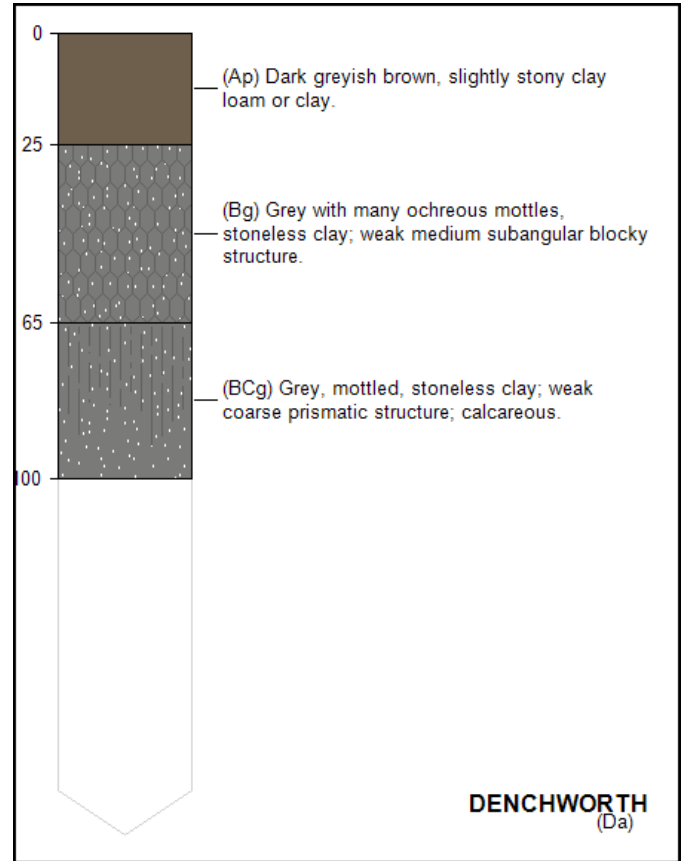 0
(Ap) Dark greyish brown, slightly stony clay
loam or clay.
25
(Bg) Grey with many ochreous mottles,
stoneless clay; weak medium subangular blocky
structure.
65
(BCg) Grey, mottled, stoneless clay; weak
coarse prismatic structure; calcareous.
100
DENCHWORTH
(Da)